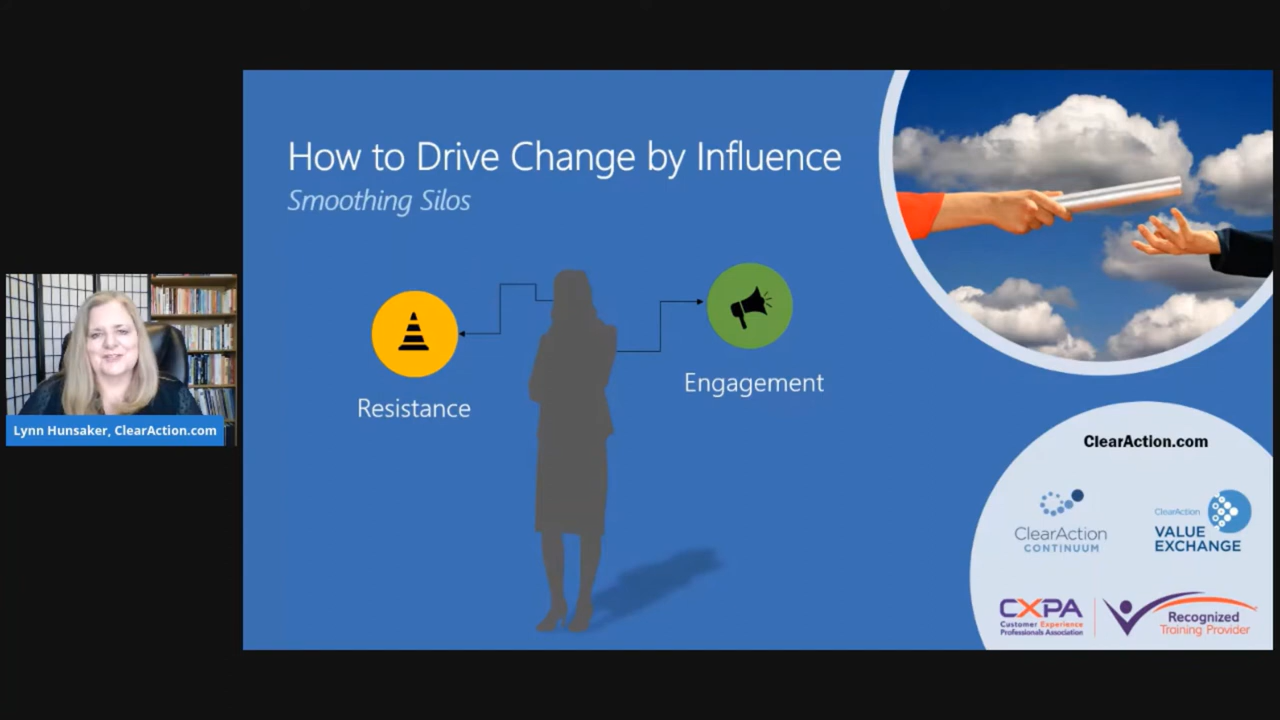 How to Drive Change by Influence
Smoothing Silos
Resistance
Engagement
Lynn Hunsaker, ClearAction.com
ClearAction.com
ClearAction
CONTINUUM
ClearAction
VALUE
EXCHANGE
CXPA
Customer Experience
Professionals Association
Recognized
Training Provider